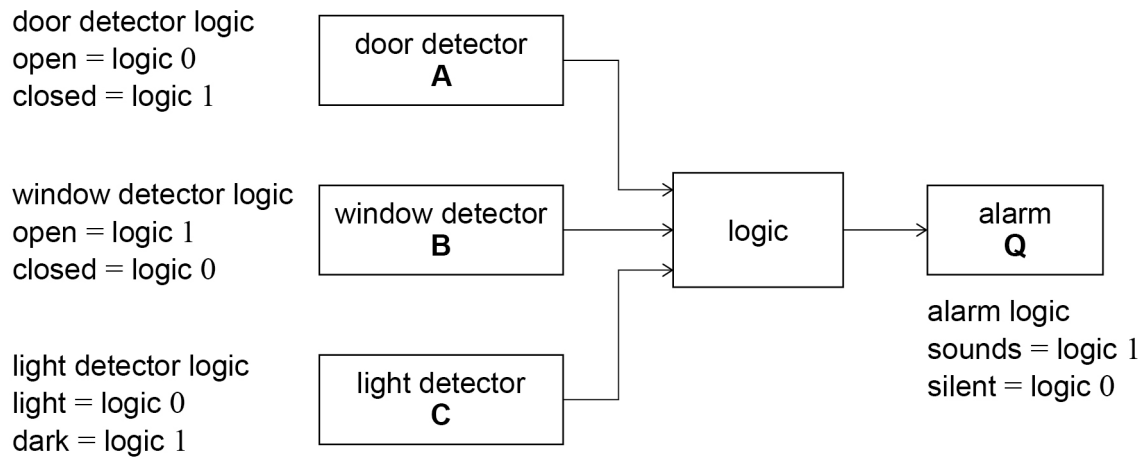 door detector logic
open = logic 0
closed = logic 1
door detector
A
window detector logic
open = logic 1
closed = logic 0
window detector
B
logic
alarm
Q
alarm logic
sounds = logic 1
silent = logic 0
light detector logic
light = logic 0
dark = logic 1
light detector
C